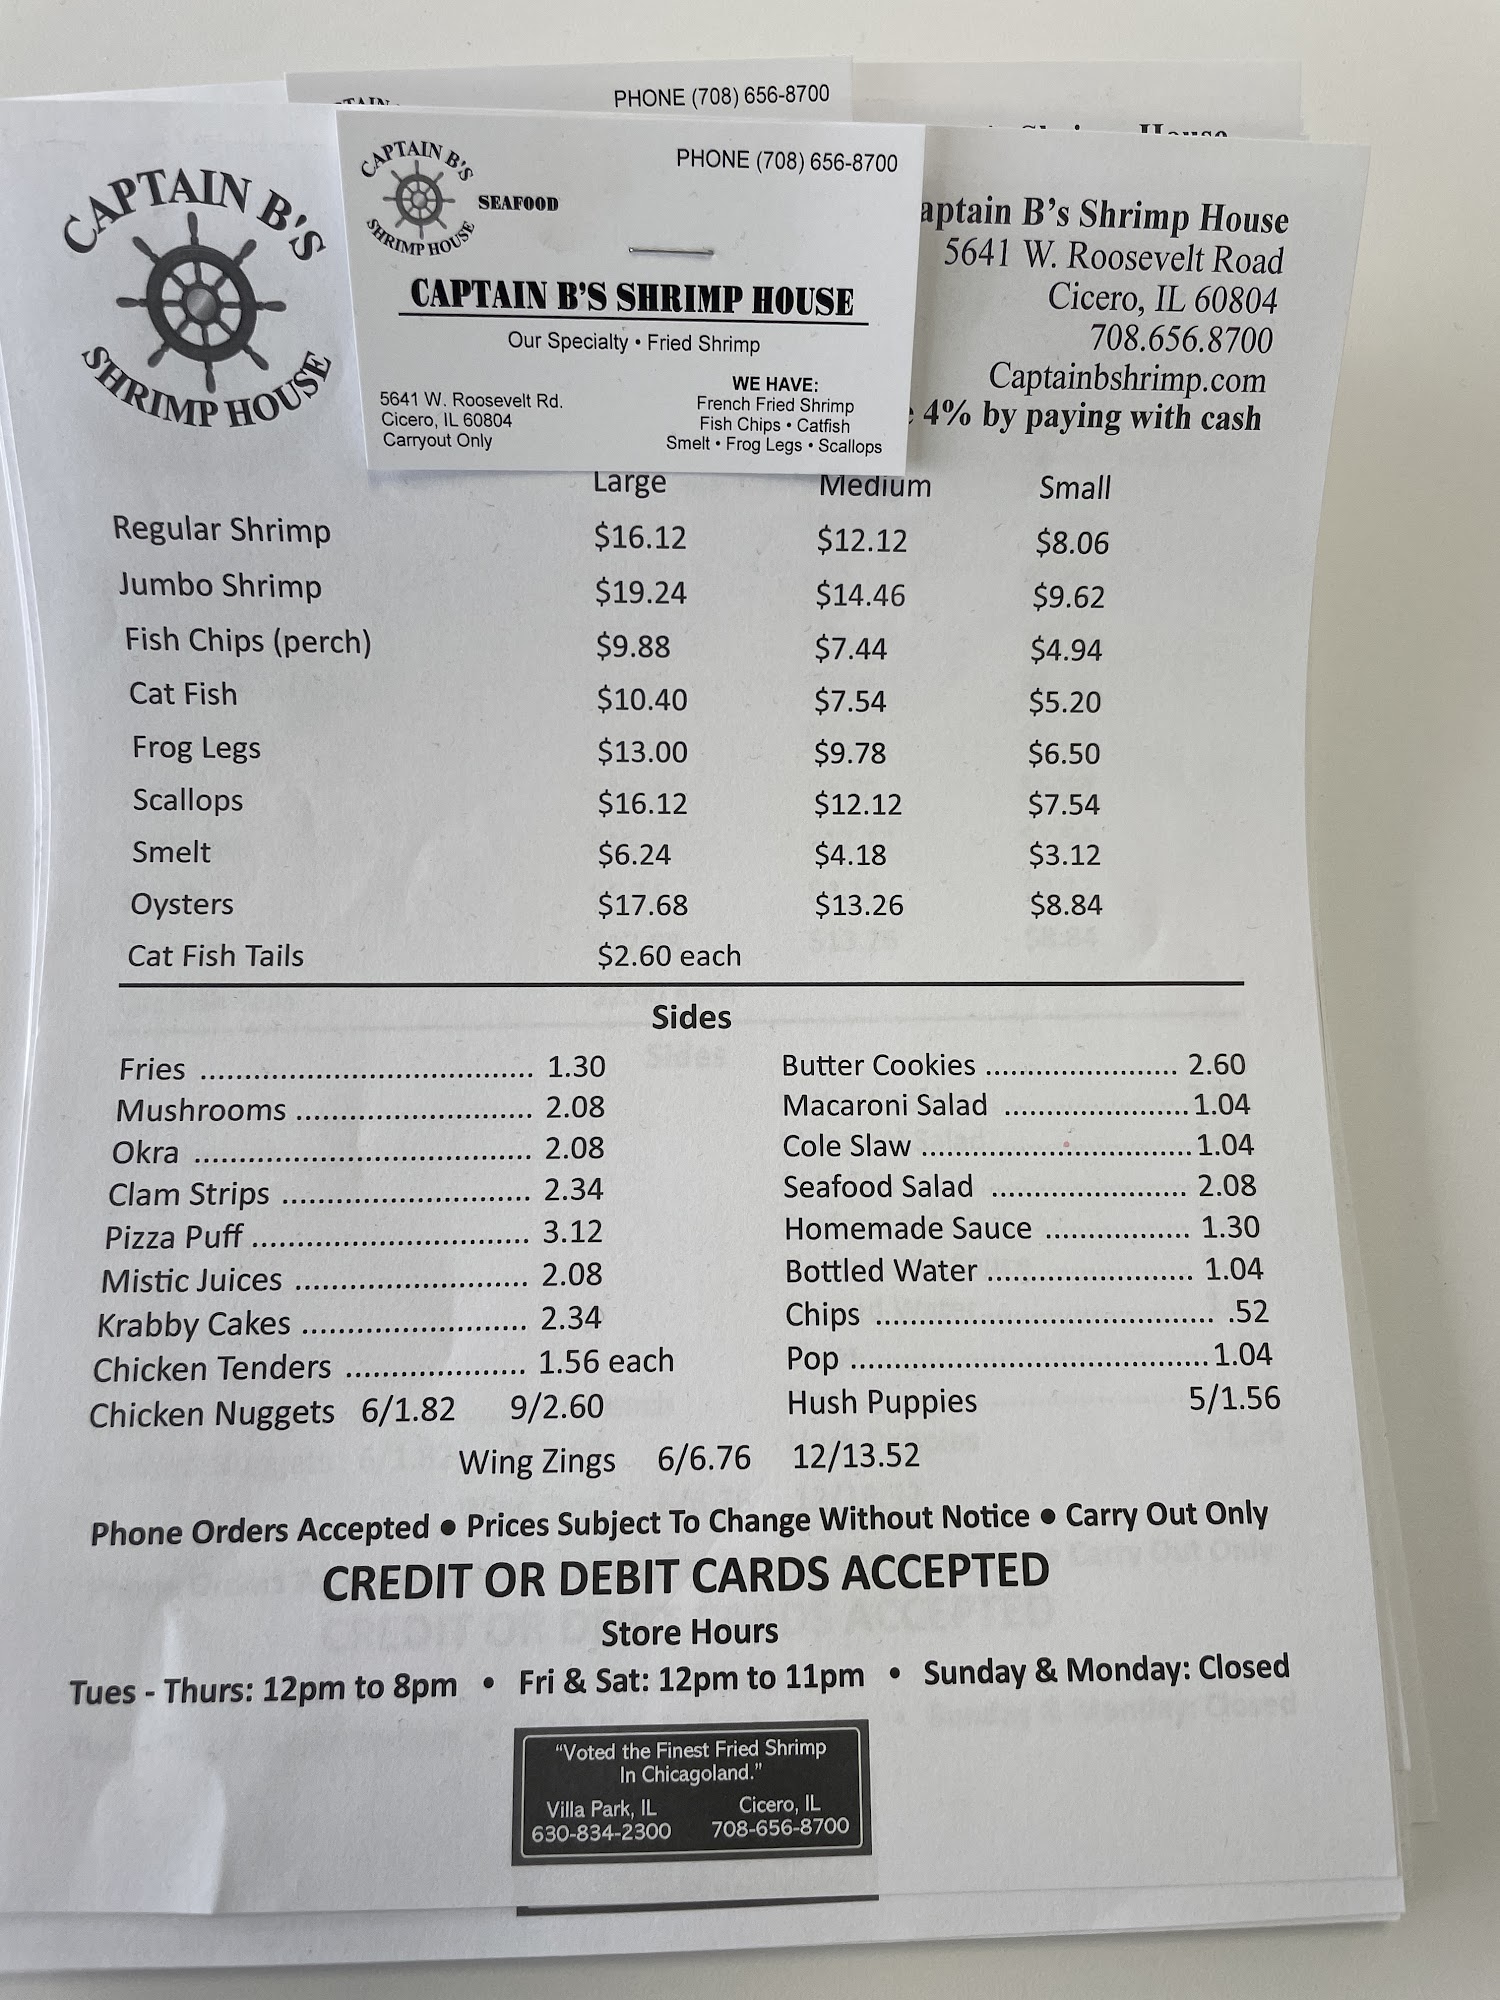 PHONE (708) 656-8700
House
CAPTAIN B'S
SHRIMP HOUSE
CAPTAIN B'S
SHRIMP HOUSE
SEAFOOD
PHONE (708) 656-8700
CAPTAIN B'S SHRIMP HOUSE
Our Specialty • Fried Shrimp
5641 W. Roosevelt Rd.
Cicero, IL 60804
Carryout Only
WE HAVE:
French Fried Shrimp
Fish Chips • Catfish
Smelt • Frog Legs • Scallops
aptain B's Shrimp House
5641 W. Roosevelt Road
Cicero, IL 60804
708.656.8700
Captainbshrimp.com
4% by paying with cash
Large Medium Small
Regular Shrimp $16.12 $12.12 $8.06
Jumbo Shrimp $19.24 $14.46 $9.62
Fish Chips (perch) $9.88 $7.44 $4.94
Cat Fish $10.40 $7.54 $5.20
Frog Legs $13.00 $9.78 $6.50
Scallops $16.12 $12.12 $7.54
Smelt $6.24 $4.18 $3.12
Oysters $17.68 $13.26 $8.84
Cat Fish Tails $2.60 each
Sides
Fries ..................................... 1.30
Mushrooms .......................... 2.08
Okra ..................................... 2.08
Clam Strips ........................... 2.34
Pizza Puff .............................. 3.12
Mistic Juices ......................... 2.08
Krabby Cakes ........................ 2.34
Chicken Tenders ................... 1.56 each
Chicken Nuggets 6/1.82 9/2.60
Butter Cookies ..................... 2.60
Macaroni Salad .................... 1.04
Cole Slaw ............................. 1.04
Seafood Salad ..................... 2.08
Homemade Sauce ................ 1.30
Bottled Water ...................... 1.04
Chips ..................................... .52
Pop ....................................... 1.04
Hush Puppies 5/1.56
Wing Zings 6/6.76 12/13.52
Phone Orders Accepted ● Prices Subject To Change Without Notice ● Carry Out Only
CREDIT OR DEBIT CARDS ACCEPTED
Store Hours
Tues - Thurs: 12pm to 8pm • Fri & Sat: 12pm to 11pm • Sunday & Monday: Closed
"Voted the Finest Fried Shrimp
In Chicagoland."
Villa Park, IL Cicero, IL
630-834-2300 708-656-8700